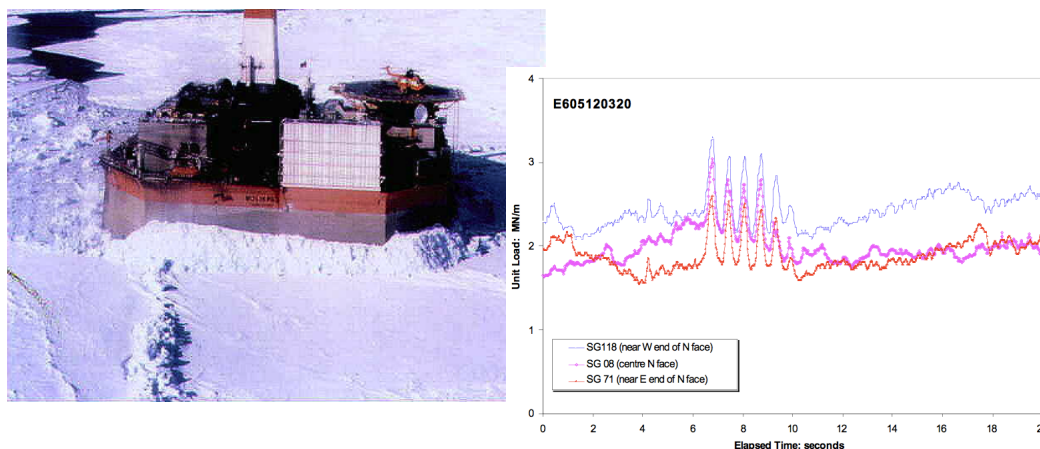 E605120320
4
3
2
1
0
Unit Load: MN/m
SG118 (near W end of N face)
SG 08 (centre N face)
SG 71 (near E end of N face)
0 2 4 6 8 10 12 14 16 18 2
Elapsed Time: seconds